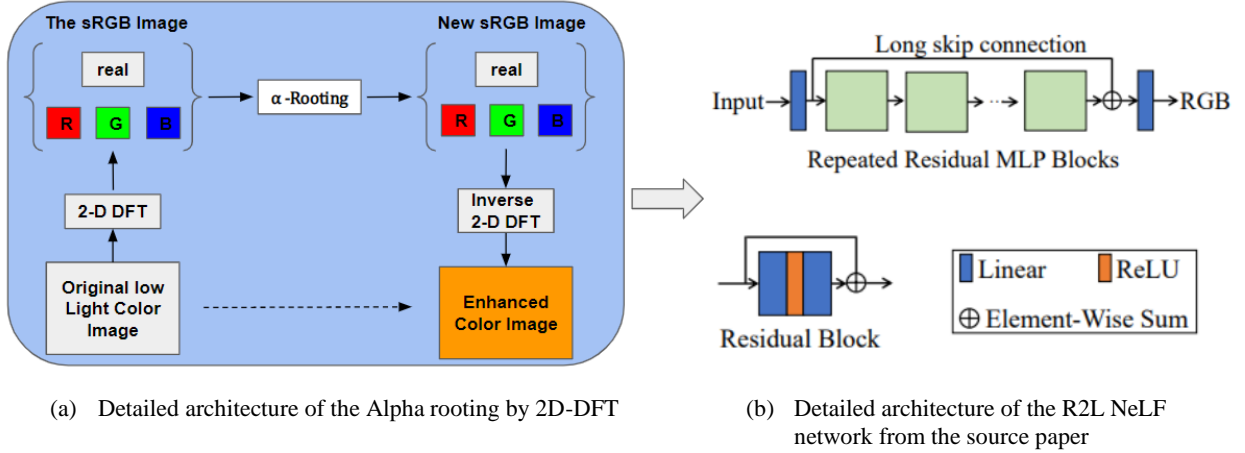 The sRGB Image
real
R G B
α -Rooting
New sRGB Image
real
R G B
2-D DFT
Inverse
2-D DFT
Original low
Light Color
Image
Enhanced
Color Image
(a) Detailed architecture of the Alpha rooting by 2D-DFT
Long skip connection
Input
RGB
Repeated Residual MLP Blocks
Residual Block
Linear
ReLU
Element-Wise Sum
(b) Detailed architecture of the R2L NeLF
network from the source paper